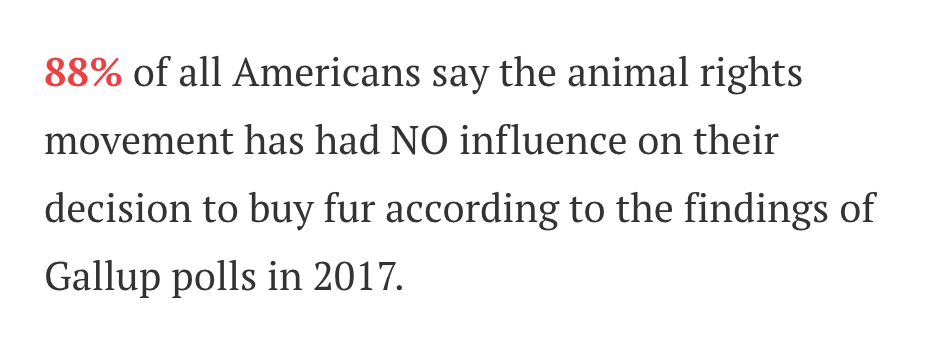 88% of all Americans say the animal rights
movement has had NO influence on their
decision to buy fur according to the findings of
Gallup polls in 2017.